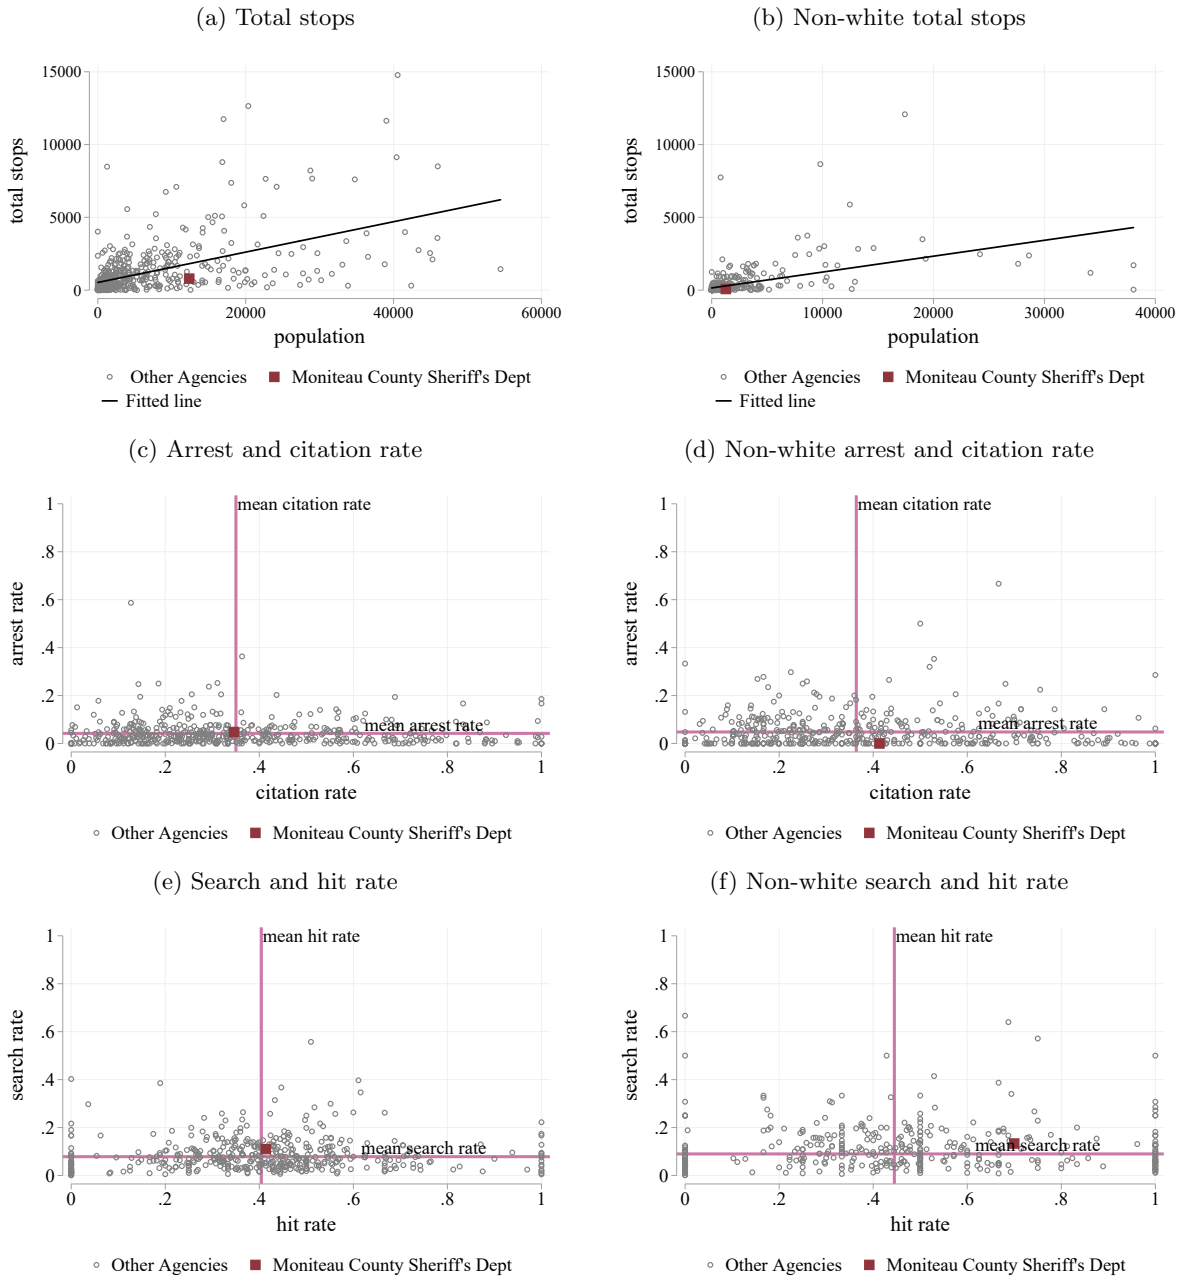 (a) Total stops
(b) Non-white total stops
total stops
15000
10000
5000
0
0 20000 40000 60000
population
○ Other Agencies ■ Moniteau County Sheriff's Dept
— Fitted line
total stops
15000
10000
5000
0
0 10000 20000 30000 40000
population
○ Other Agencies ■ Moniteau County Sheriff's Dept
— Fitted line
(c) Arrest and citation rate
(d) Non-white arrest and citation rate
arrest rate
1
.8
.6
.4
.2
0
mean citation rate
mean arrest rate
0 .2 .4 .6 .8 1
citation rate
○ Other Agencies ■ Moniteau County Sheriff's Dept
arrest rate
1
.8
.6
.4
.2
0
mean citation rate
mean arrest rate
0 .2 .4 .6 .8 1
citation rate
○ Other Agencies ■ Moniteau County Sheriff's Dept
(e) Search and hit rate
(f) Non-white search and hit rate
search rate
1
.8
.6
.4
.2
0
mean hit rate
mean search rate
0 .2 .4 .6 .8 1
hit rate
○ Other Agencies ■ Moniteau County Sheriff's Dept
search rate
1
.8
.6
.4
.2
0
mean hit rate
mean search rate
0 .2 .4 .6 .8 1
hit rate
○ Other Agencies ■ Moniteau County Sheriff's Dept